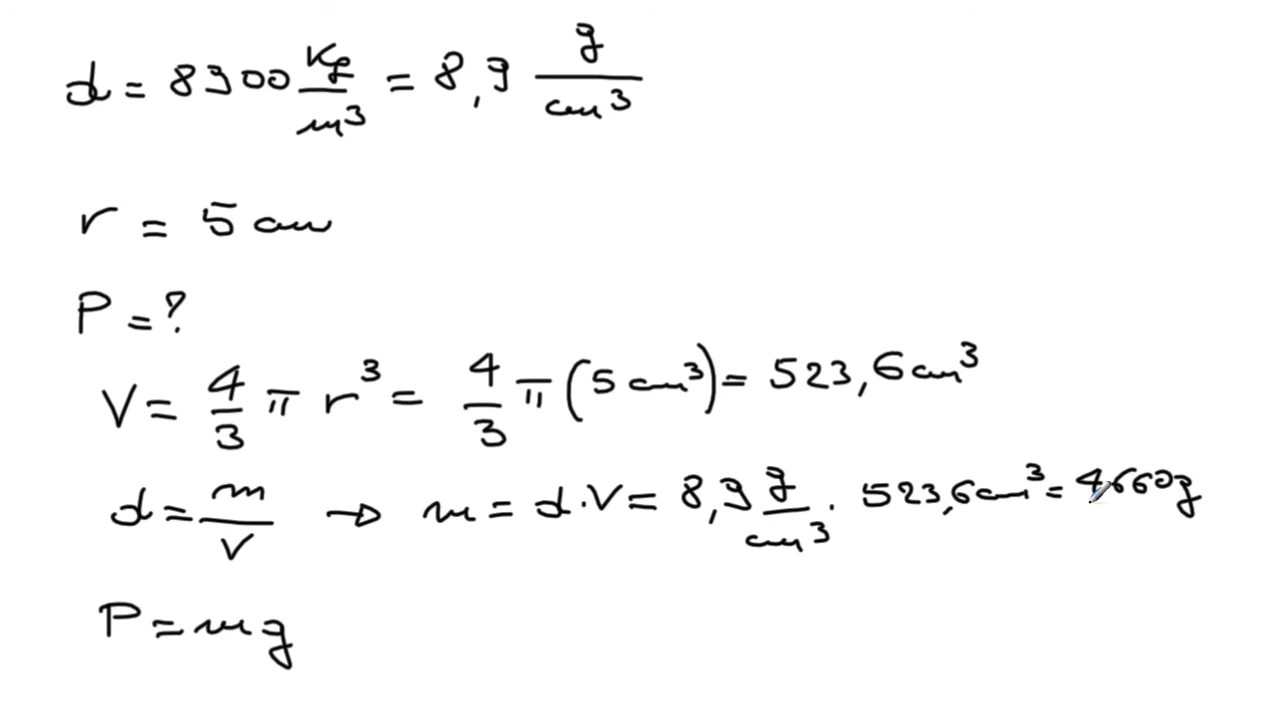 d = 8900 Kg/m³ = 8,9 g/cm³
r = 5 cm
P = ?
V = 4/3 π r³ = 4/3 π (5 cm³) = 523,6 cm³
d = m/V → m = d · V = 8,9 g/cm³ · 523,6 cm³ = 4660 g
P = mg